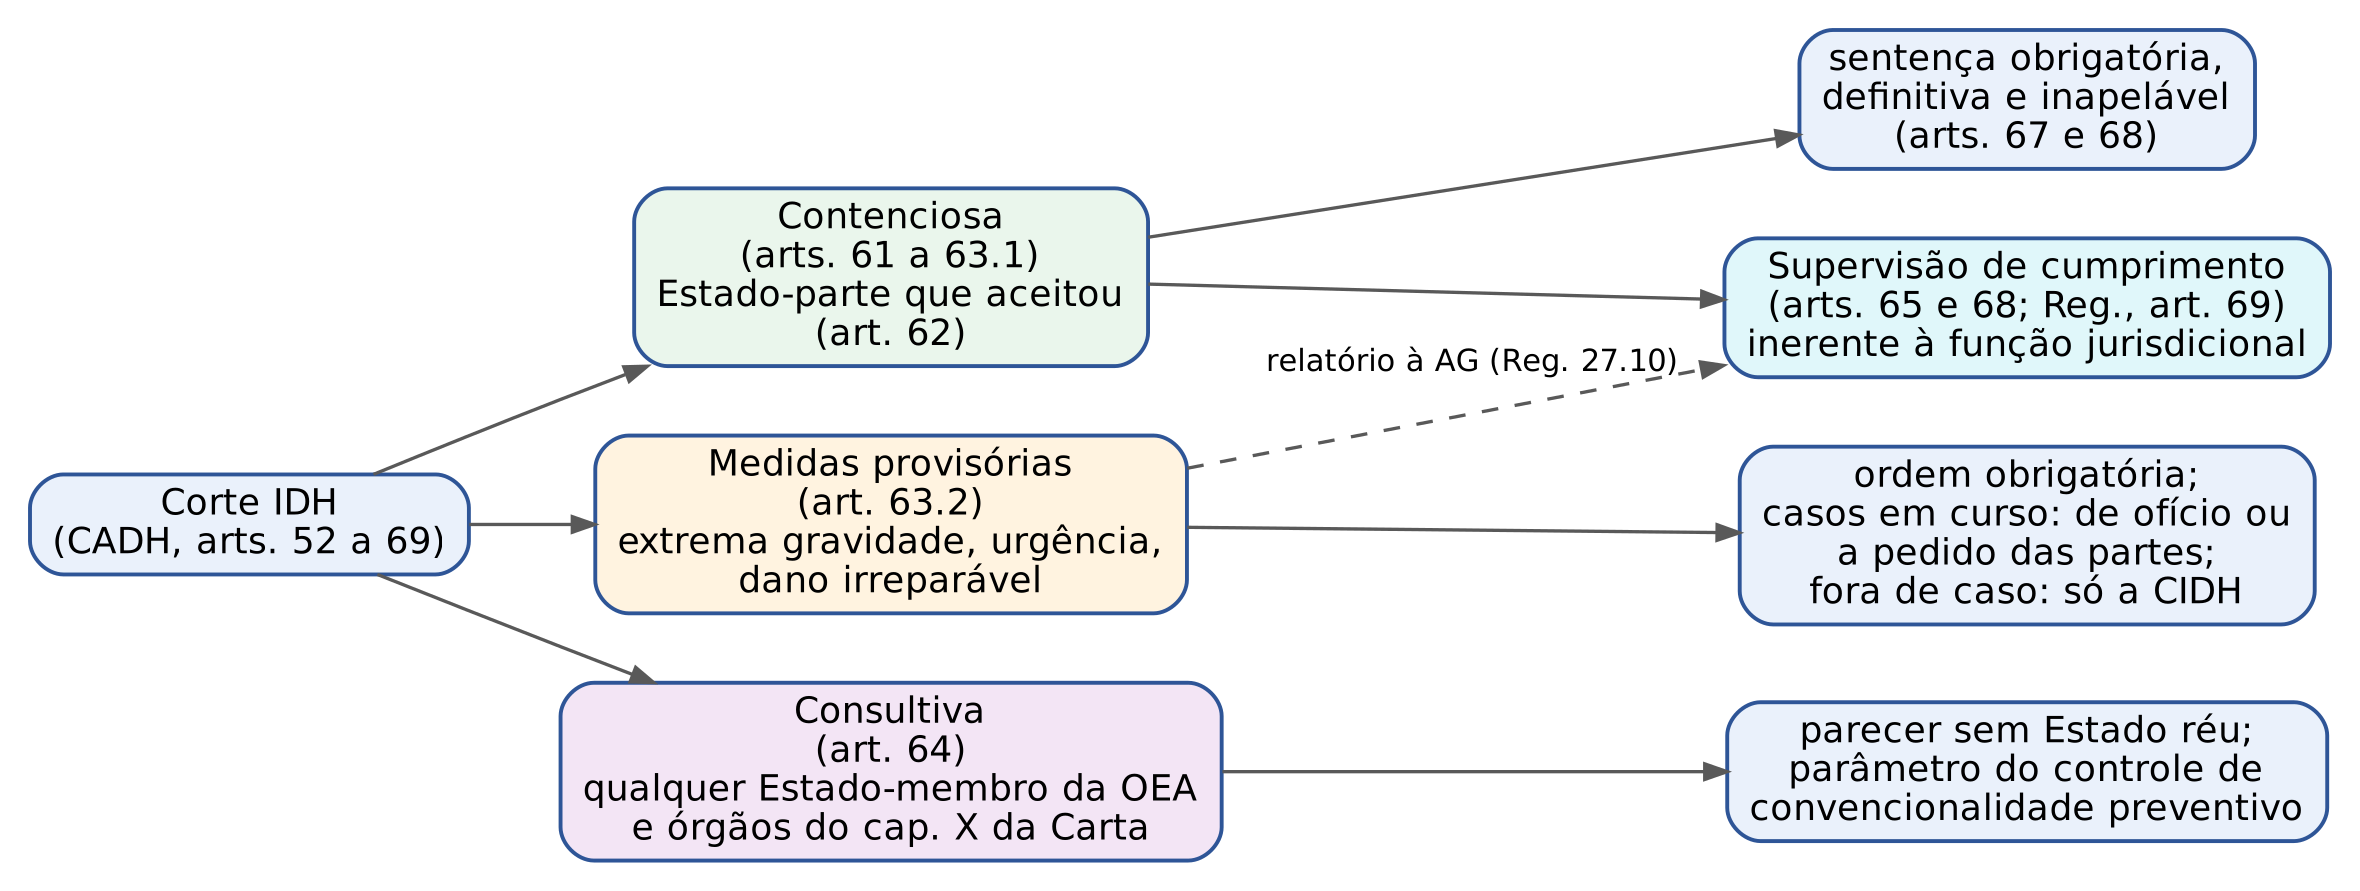 Corte IDH
(CADH, arts. 52 a 69)
Contenciosa
(arts. 61 a 63.1)
Estado-parte que aceitou
(art. 62)
Medidas provisórias
(art. 63.2)
extrema gravidade, urgência,
dano irreparável
Consultiva
(art. 64)
qualquer Estado-membro da OEA
e órgãos do cap. X da Carta
relatório à AG (Reg. 27.10)
sentença obrigatória,
definitiva e inapelável
(arts. 67 e 68)
Supervisão de cumprimento
(arts. 65 e 68; Reg., art. 69)
inerente à função jurisdicional
ordem obrigatória;
casos em curso: de ofício ou
a pedido das partes;
fora de caso: só a CIDH
parecer sem Estado réu;
parâmetro do controle de
convencionalidade preventivo